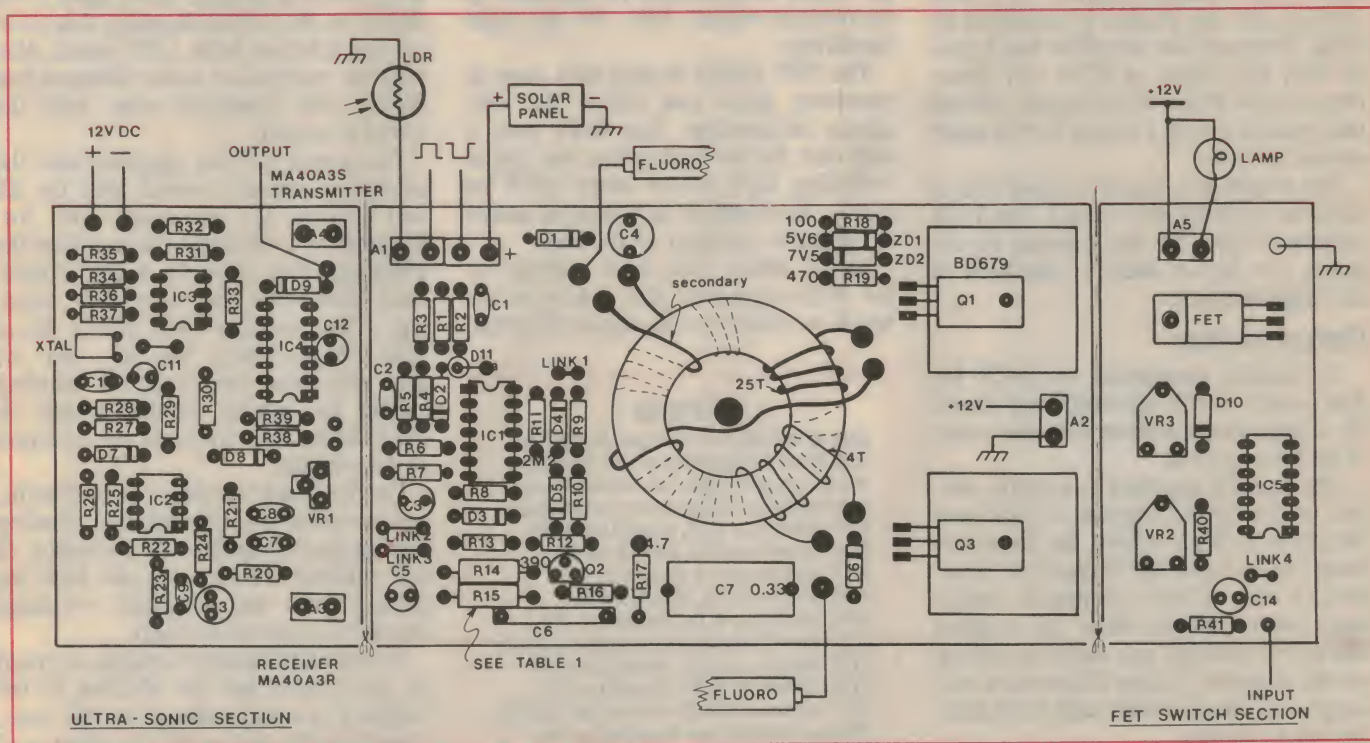 LDR
+ SOLAR PANEL −
+12V
12V DC
+ −
OUTPUT
MA40A3S
TRANSMITTER
FLUORO
LAMP
R32
R31
R35
R34
R36
R37
IC3
R33
A4
D9
IC4
C12
XTAL
C11
R28
R27
R29
R30
R39
R38
D7
D8
R26
R25
IC2
R21
VR1
C8
C7
R24
R22
R20
R23
C9
A3
A1
+
D1
C4
R3
R1
R2
C1
secondary
C2
D11
R5
R4
D2
LINK 1
25T
IC1
R11
D4
R9
R6
R7
2M2
4T
C3
R8
D5
R10
D3
LINK2
LINK3
R13
R12
4.7
C5
R14
390
Q2
R17
R15
R16
C7 0.33
D6
C6
SEE TABLE 1
FLUORO
100
R18
5V6
ZD1
7V5
ZD2
470
R19
BD679
Q1
+12V
A2
Q3
A5
FET
VR3
D10
IC5
VR2
R40
LINK 4
C14
R41
RECEIVER
MA40A3R
ULTRA-SONIC SECTION
INPUT
FET SWITCH SECTION